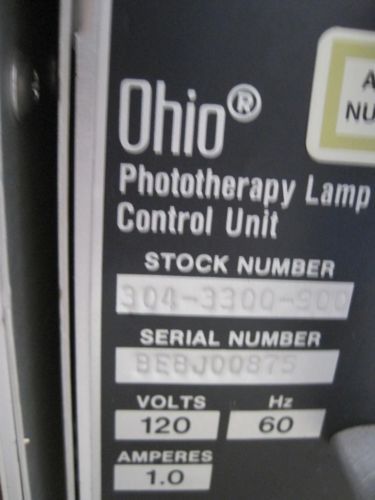 Ohio®
A
NU
Phototherapy Lamp
Control Unit
STOCK NUMBER
304-3300-900
SERIAL NUMBER
BEBJ00875
VOLTS Hz
120 60
AMPERES
1.0